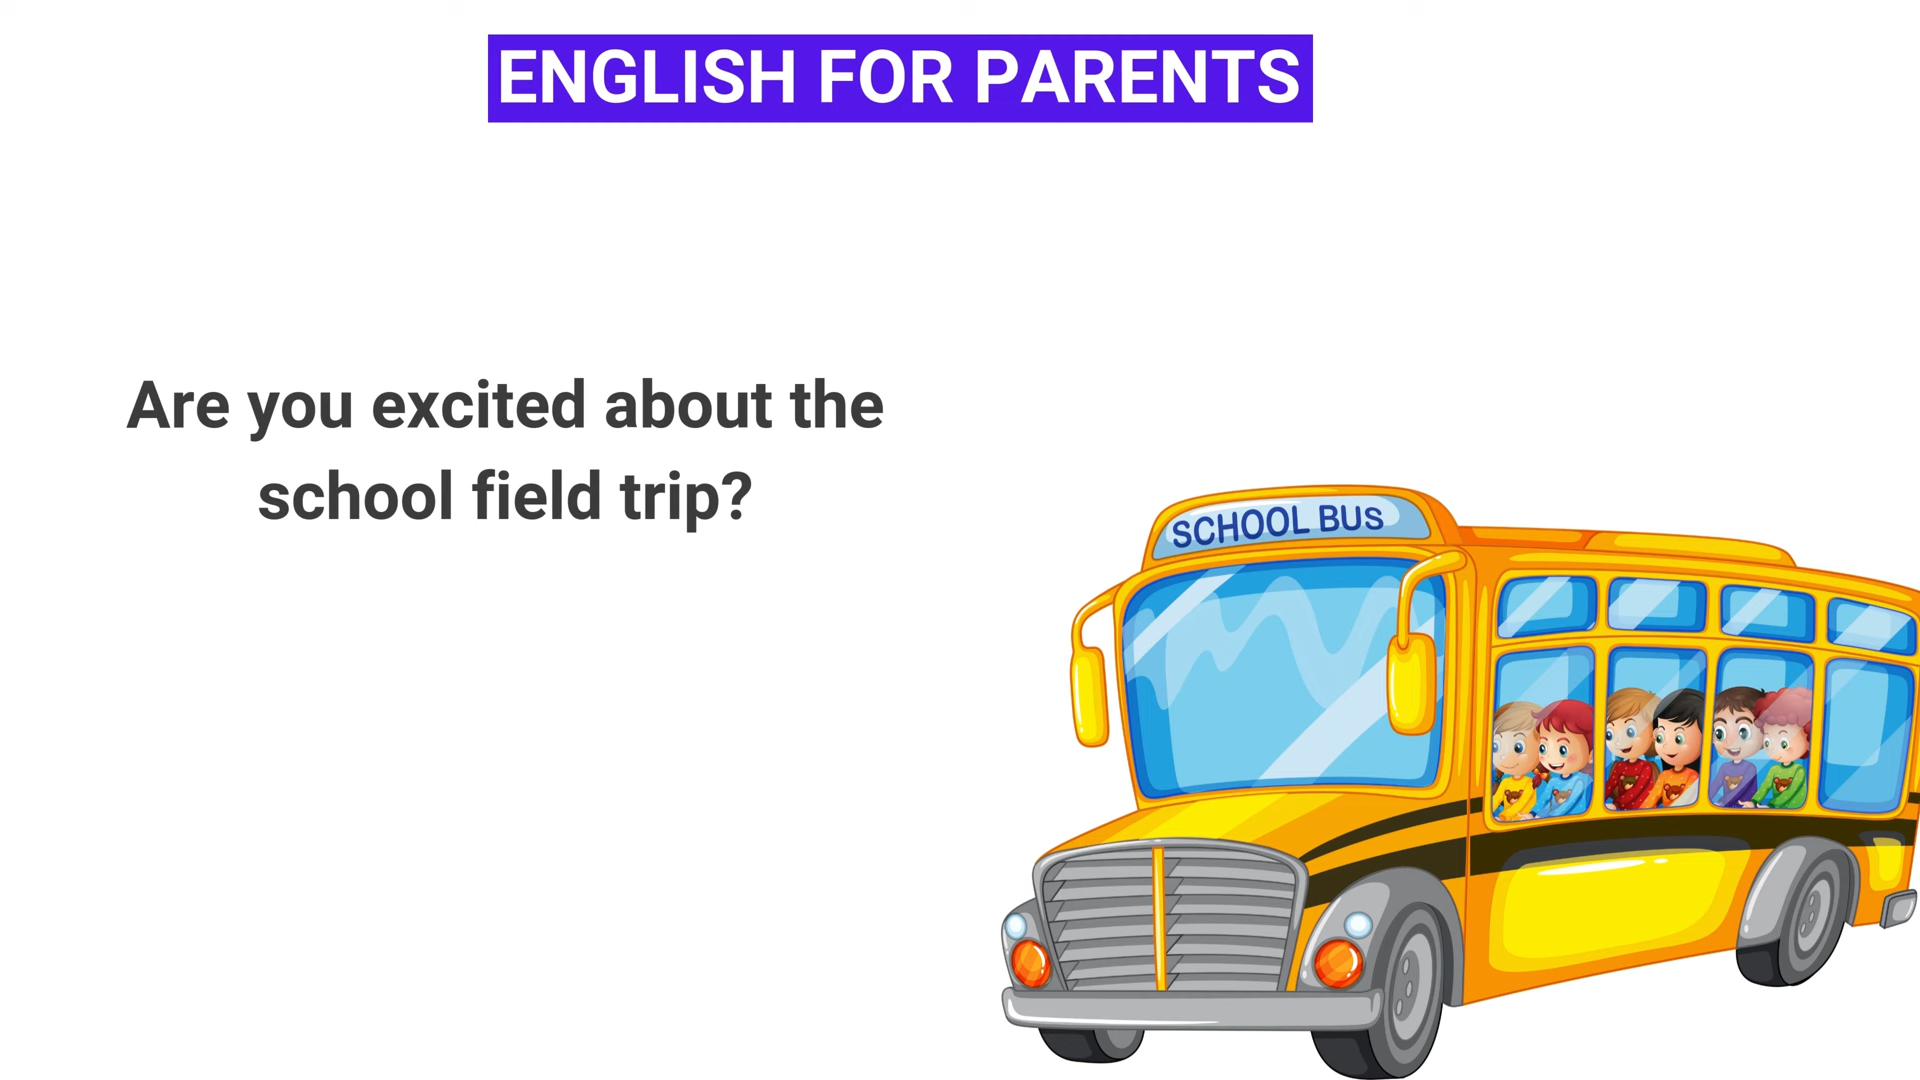 ENGLISH FOR PARENTS
Are you excited about the
school field trip?
SCHOOL BUS